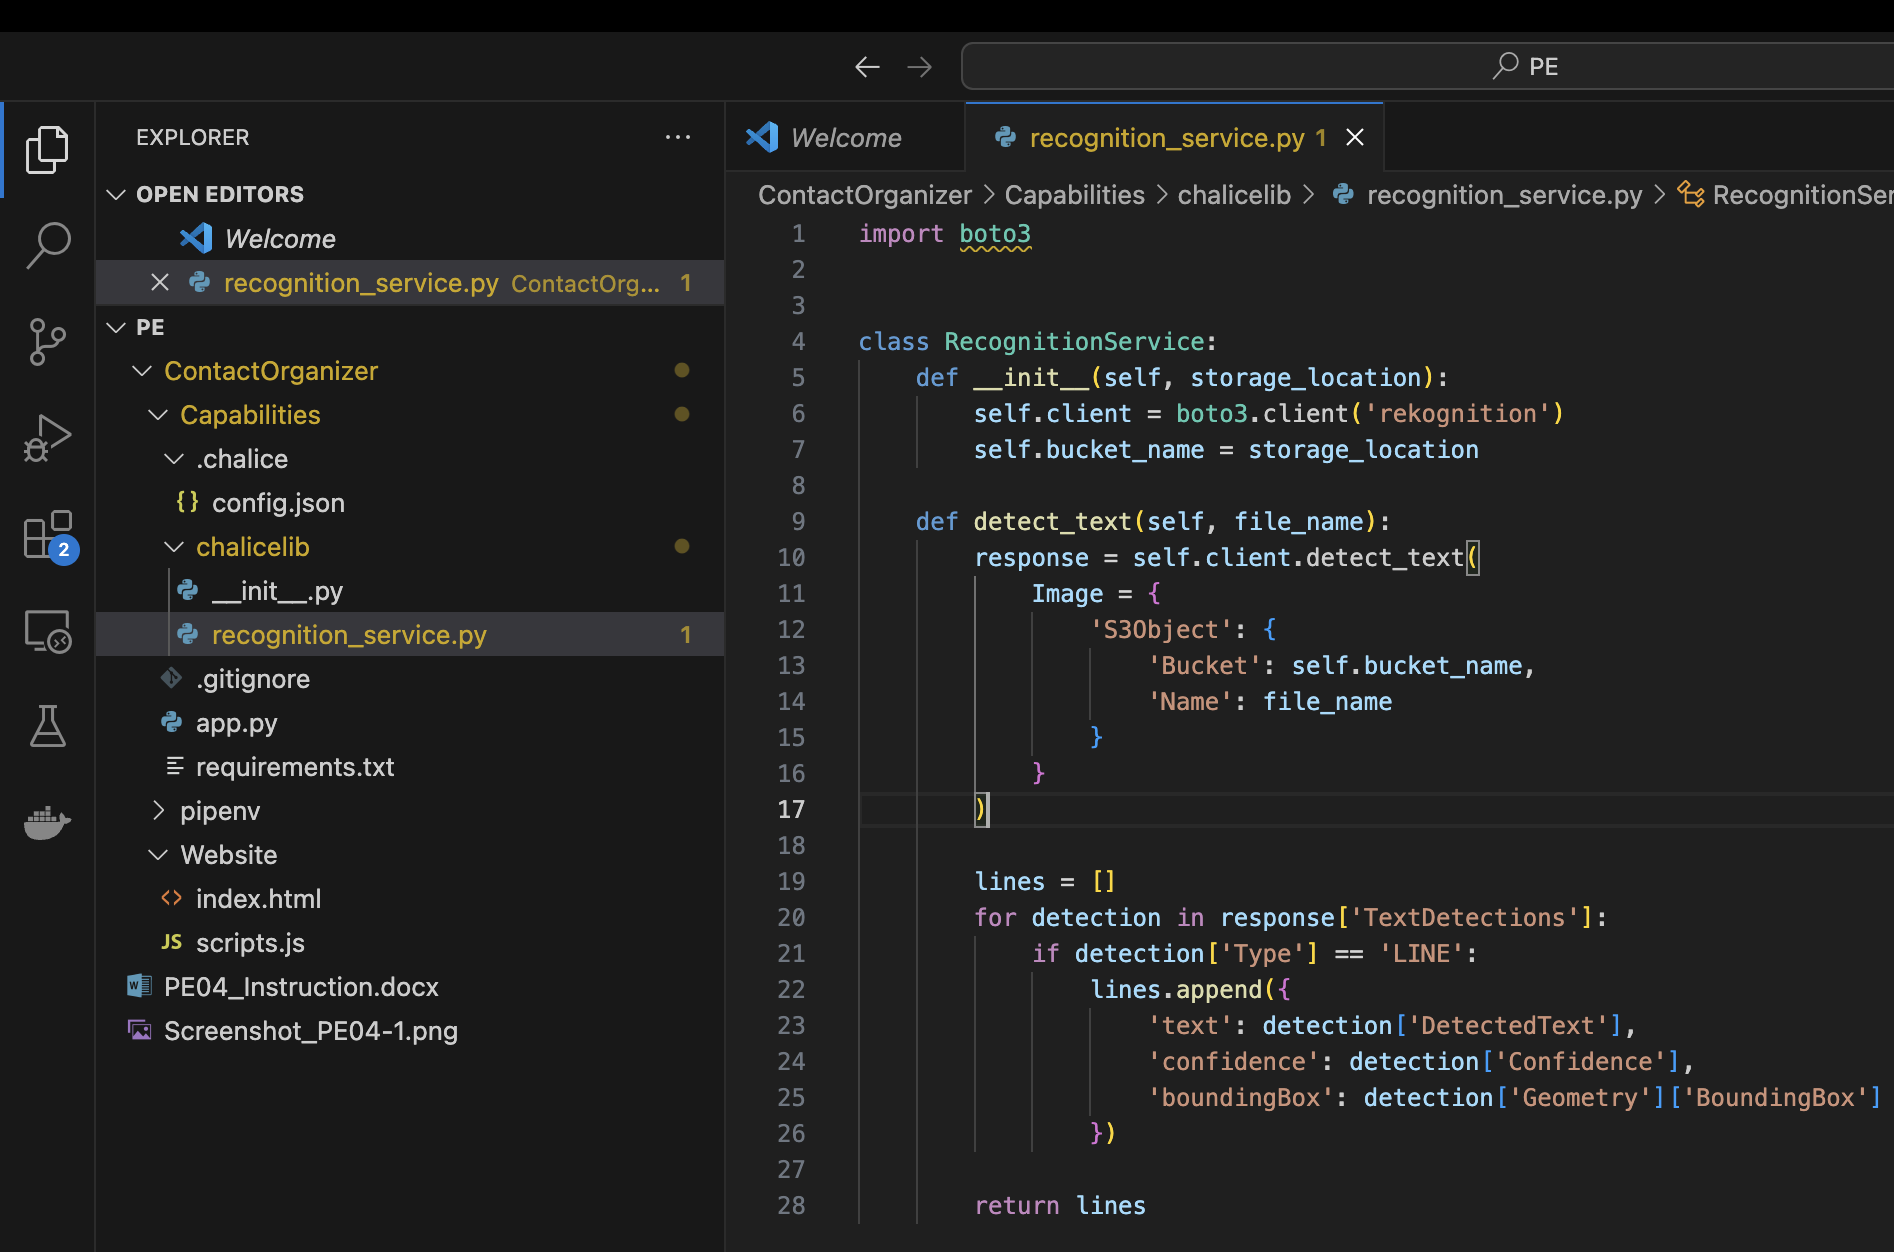 PE
EXPLORER
OPEN EDITORS
Welcome
recognition_service.py ContactOrg... 1
PE
ContactOrganizer
Capabilities
.chalice
{} config.json
chalicelib
__init__.py
recognition_service.py 1
.gitignore
app.py
requirements.txt
pipenv
Website
<> index.html
JS scripts.js
PE04_Instruction.docx
Screenshot_PE04-1.png
2
Welcome
recognition_service.py 1
ContactOrganizer > Capabilities > chalicelib > recognition_service.py > RecognitionSer
1 import boto3
2
3
4 class RecognitionService:
5     def __init__(self, storage_location):
6         self.client = boto3.client('rekognition')
7         self.bucket_name = storage_location
8
9     def detect_text(self, file_name):
10         response = self.client.detect_text(
11             Image = {
12                 'S3Object': {
13                     'Bucket': self.bucket_name,
14                     'Name': file_name
15                 }
16             }
17         )
18
19         lines = []
20         for detection in response['TextDetections']:
21             if detection['Type'] == 'LINE':
22                 lines.append({
23                     'text': detection['DetectedText'],
24                     'confidence': detection['Confidence'],
25                     'boundingBox': detection['Geometry']['BoundingBox']
26                 })
27
28         return lines